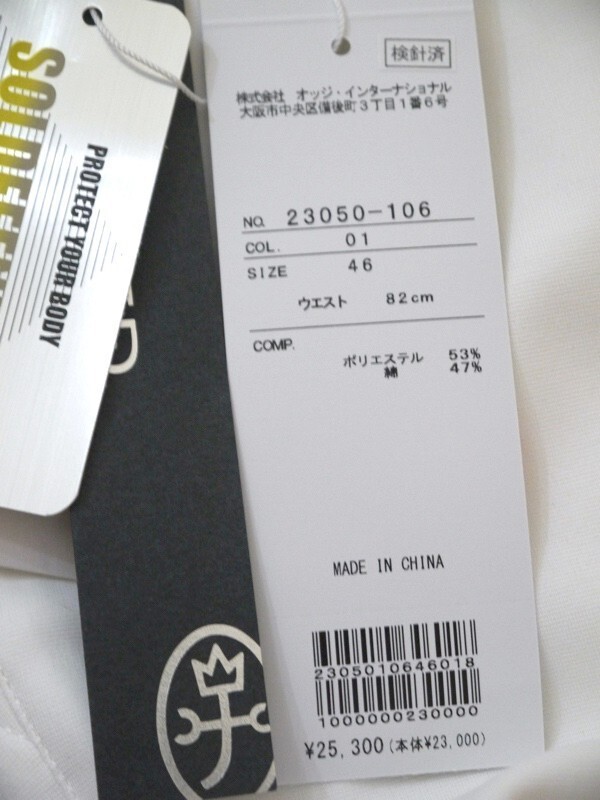 PROTECT YOUR BODY
検針済
株式会社 オッジ・インターナショナル
大阪市中央区備後町3丁目1番6号
NO. 23050-106
COL. 01
SIZE 46
ウエスト 82cm
COMP.
ポリエステル 53%
綿 47%
MADE IN CHINA
2305010646018
1000000230000
¥25,300(本体¥23,000)